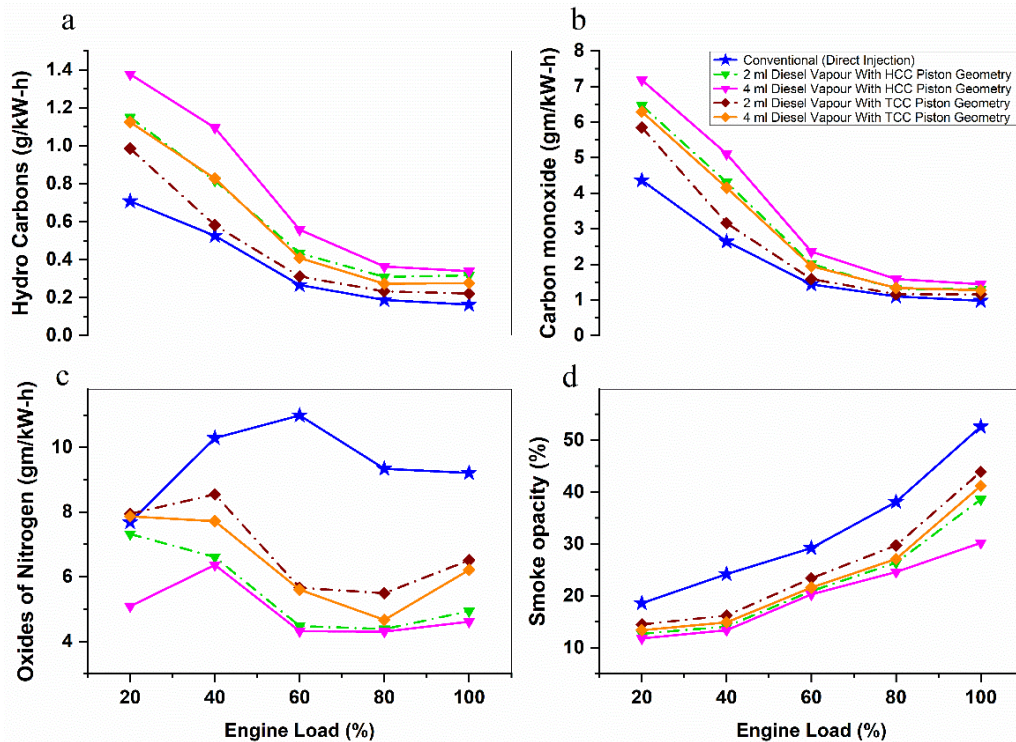 a
Hydro Carbons (g/kW-h)
1.4
1.2
1.0
0.8
0.6
0.4
0.2
0.0
b
Carbon monoxide (gm/kW-h)
8
7
6
5
4
3
2
1
0
Conventional (Direct Injection)
2 ml Diesel Vapour With HCC Piston Geometry
4 ml Diesel Vapour With HCC Piston Geometry
2 ml Diesel Vapour With TCC Piston Geometry
4 ml Diesel Vapour With TCC Piston Geometry
c
Oxides of Nitrogen (gm/kW-h)
10
8
6
4
20 40 60 80 100
Engine Load (%)
d
Smoke opacity (%)
50
40
30
20
10
20 40 60 80 100
Engine Load (%)